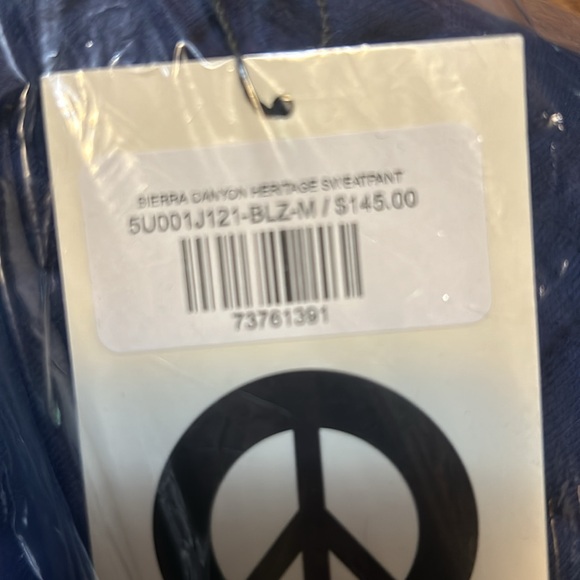 SIERRA CANYON HERITAGE SWEATPANT
5U001J121-BLZ-M / $145.00
73761391